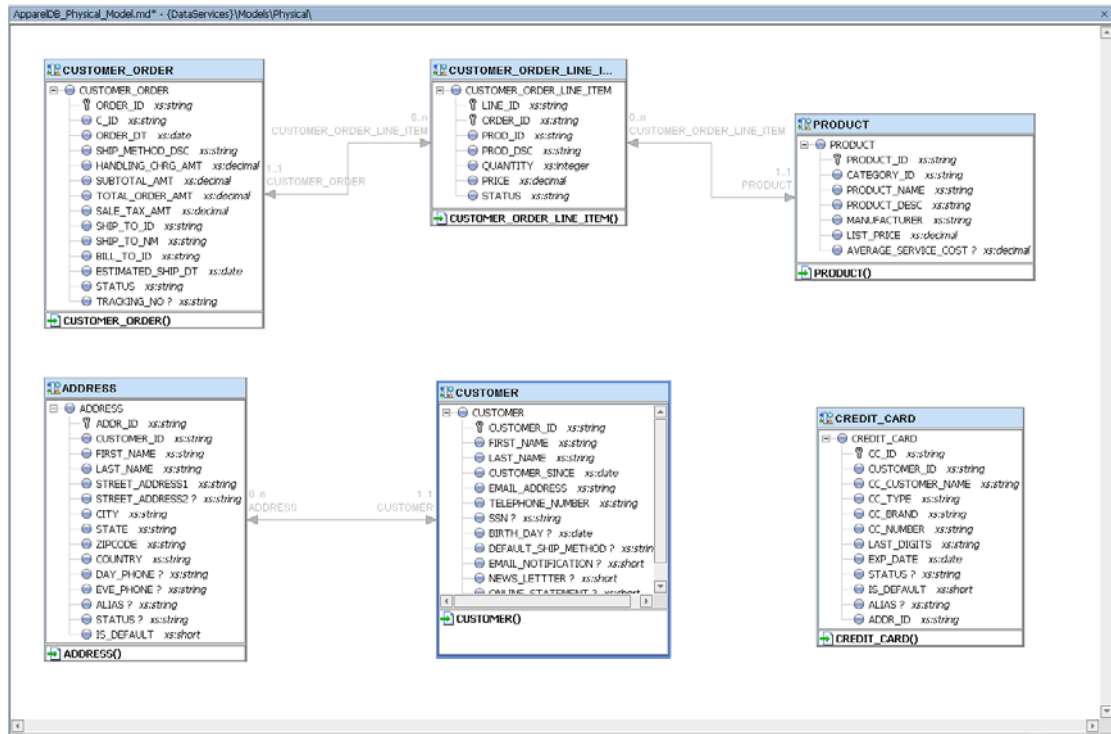 ApparelDB_Physical_Model.md* - {DataServices}\Models\Physical\
CUSTOMER_ORDER
CUSTOMER_ORDER
ORDER_ID xs:string
C_ID xs:string
ORDER_DT xs:date
SHIP_METHOD_DSC xs:string
HANDLING_CHRG_AMT xs:decimal
SUBTOTAL_AMT xs:decimal
TOTAL_ORDER_AMT xs:decimal
SALE_TAX_AMT xs:decimal
SHIP_TO_ID xs:string
SHIP_TO_NM xs:string
BILL_TO_ID xs:string
ESTIMATED_SHIP_DT xs:date
STATUS xs:string
TRACKING_NO ? xs:string
CUSTOMER_ORDER()
0..n
CUSTOMER_ORDER_LINE_ITEM
1..1
CUSTOMER_ORDER
CUSTOMER_ORDER_LINE_I...
CUSTOMER_ORDER_LINE_ITEM
LINE_ID xs:string
ORDER_ID xs:string
PROD_ID xs:string
PROD_DSC xs:string
QUANTITY xs:integer
PRICE xs:decimal
STATUS xs:string
CUSTOMER_ORDER_LINE_ITEM()
0..n
CUSTOMER_ORDER_LINE_ITEM
1..1
PRODUCT
PRODUCT
PRODUCT
PRODUCT_ID xs:string
CATEGORY_ID xs:string
PRODUCT_NAME xs:string
PRODUCT_DESC xs:string
MANUFACTURER xs:string
LIST_PRICE xs:decimal
AVERAGE_SERVICE_COST ? xs:decimal
PRODUCT()
ADDRESS
ADDRESS
ADDR_ID xs:string
CUSTOMER_ID xs:string
FIRST_NAME xs:string
LAST_NAME xs:string
STREET_ADDRESS1 xs:string
STREET_ADDRESS2 ? xs:string
CITY xs:string
STATE xs:string
ZIPCODE xs:string
COUNTRY xs:string
DAY_PHONE ? xs:string
EVE_PHONE ? xs:string
ALIAS ? xs:string
STATUS ? xs:string
IS_DEFAULT xs:short
ADDRESS()
0..n
ADDRESS
1..1
CUSTOMER
CUSTOMER
CUSTOMER
CUSTOMER_ID xs:string
FIRST_NAME xs:string
LAST_NAME xs:string
CUSTOMER_SINCE xs:date
EMAIL_ADDRESS xs:string
TELEPHONE_NUMBER xs:string
SSN ? xs:string
BIRTH_DAY ? xs:date
DEFAULT_SHIP_METHOD ? xs:strin
EMAIL_NOTIFICATION ? xs:short
NEWS_LETTTER ? xs:short
ONLINE_STATEMENT ? xs:short
CUSTOMER()
CREDIT_CARD
CREDIT_CARD
CC_ID xs:string
CUSTOMER_ID xs:string
CC_CUSTOMER_NAME xs:string
CC_TYPE xs:string
CC_BRAND xs:string
CC_NUMBER xs:string
LAST_DIGITS xs:string
EXP_DATE xs:date
STATUS ? xs:string
IS_DEFAULT xs:short
ALIAS ? xs:string
ADDR_ID xs:string
CREDIT_CARD()